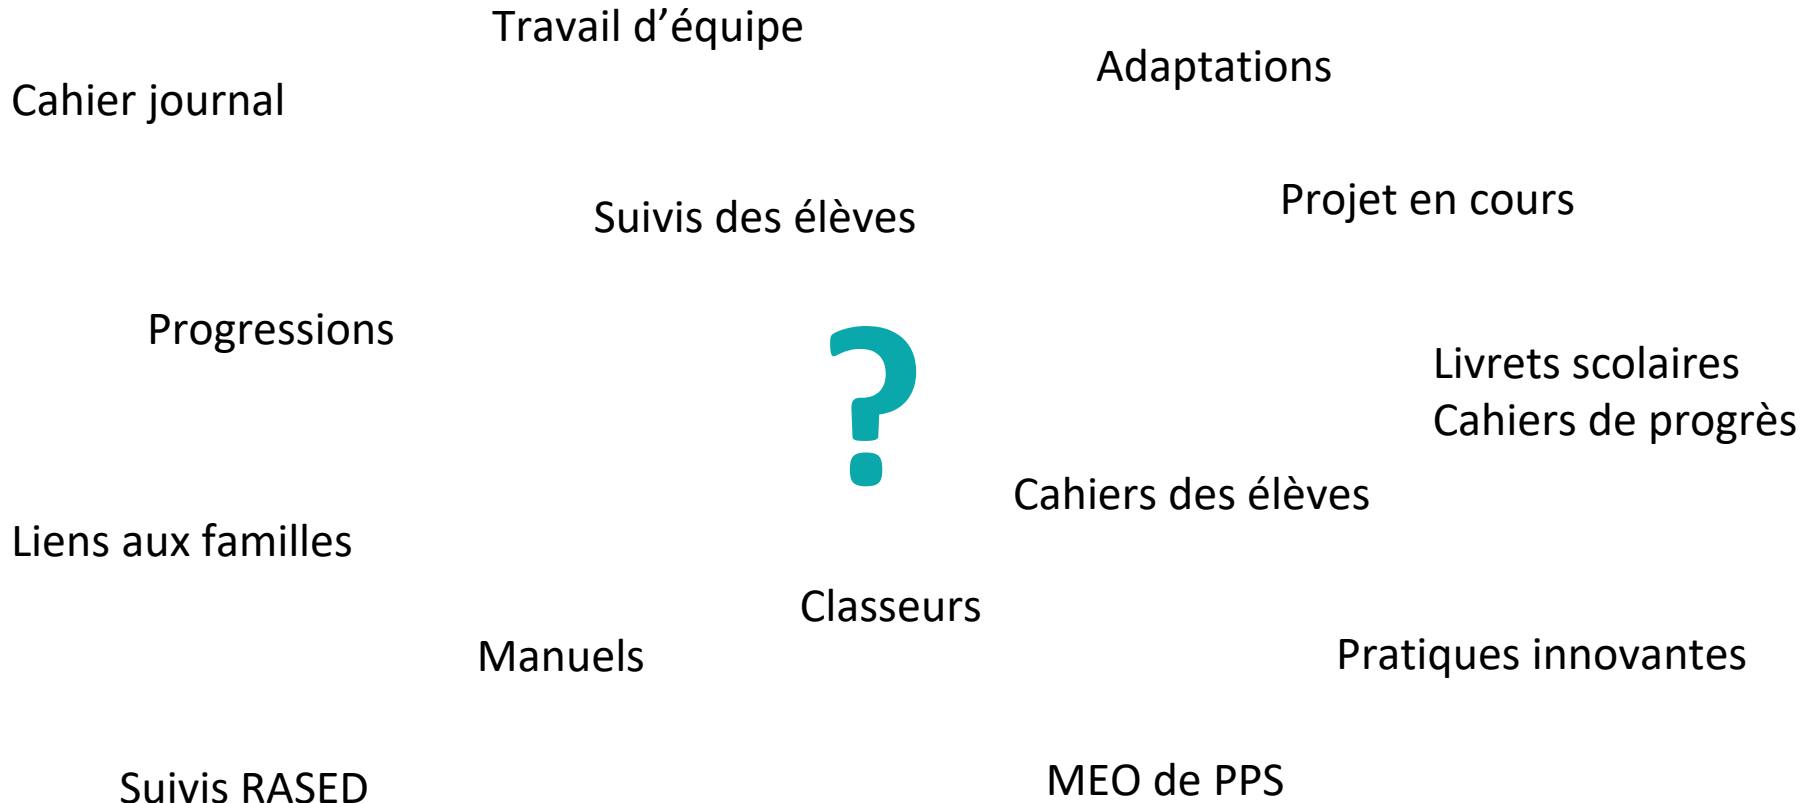 Travail d’équipe
Adaptations
Cahier journal
Projet en cours
Suivis des élèves
Progressions
?
Livrets scolaires
Cahiers de progrès
Cahiers des élèves
Liens aux familles
Classeurs
Manuels
Pratiques innovantes
Suivis RASED
MEO de PPS